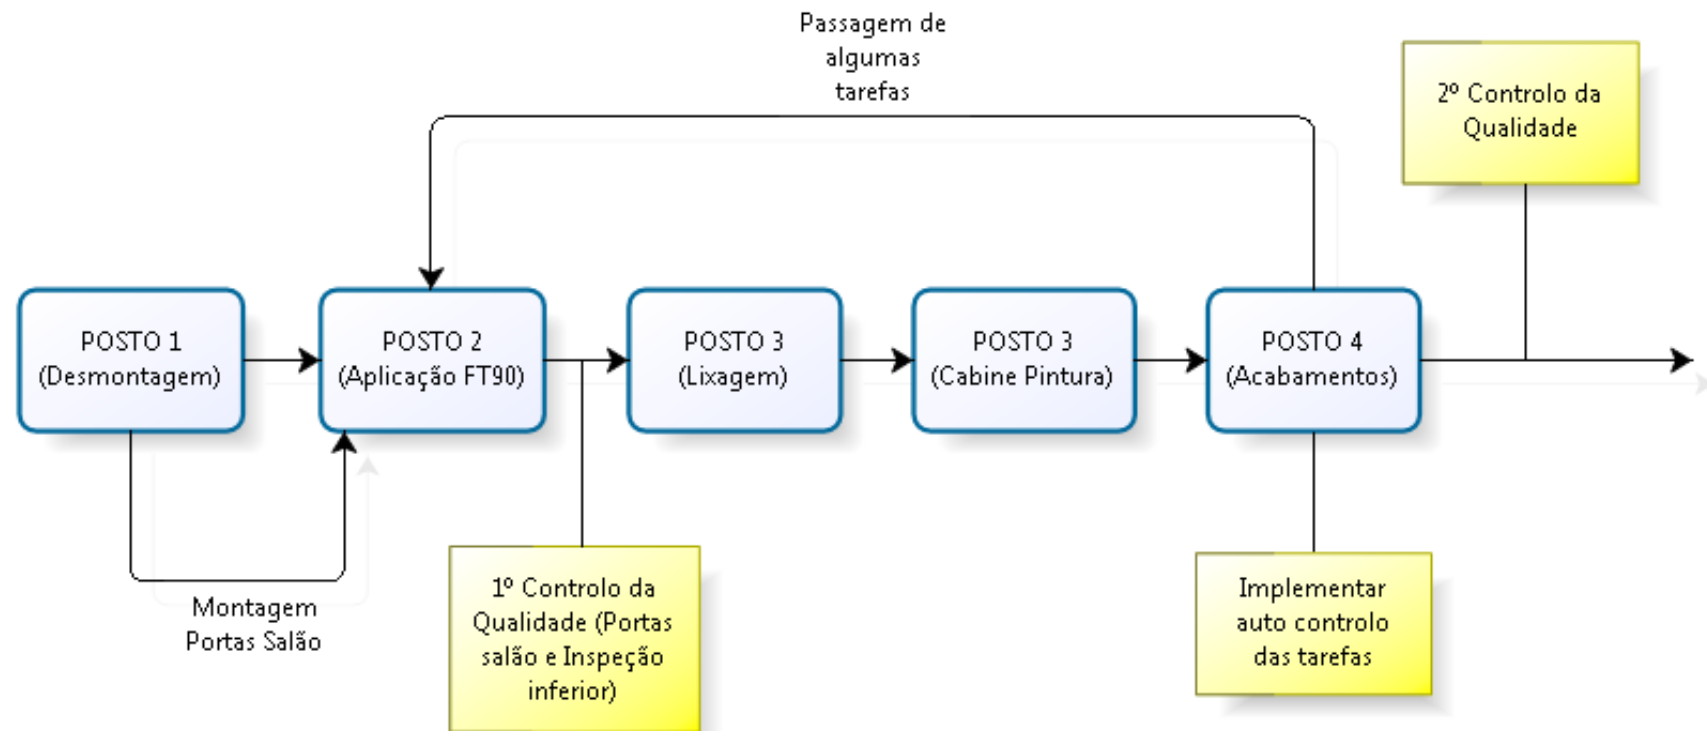 Passagem de
algumas
tarefas
2º Controlo da
Qualidade
POSTO 1
(Desmontagem)
POSTO 2
(Aplicação FT90)
POSTO 3
(Lixagem)
POSTO 3
(Cabine Pintura)
POSTO 4
(Acabamentos)
Montagem
Portas Salão
1º Controlo da
Qualidade (Portas
salão e Inspeção
inferior)
Implementar
auto controlo
das tarefas